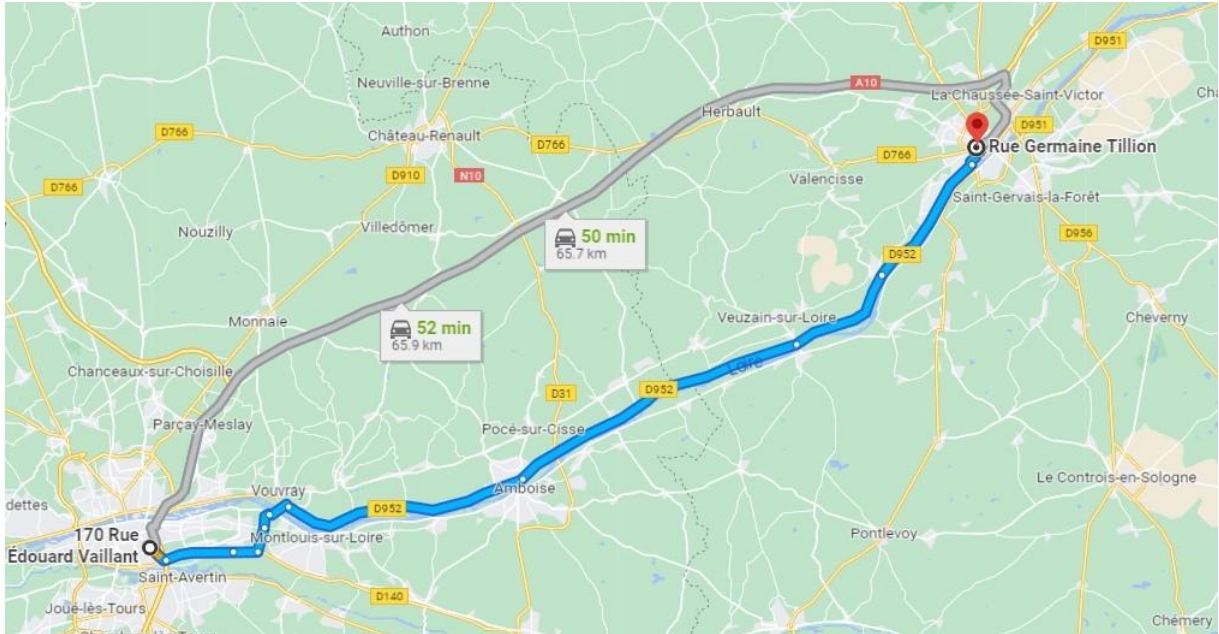 Authon
D951
Neuville-sur-Brenne
A10
La Chaussée-Saint-Victor
Herbault
D766
Château-Renault
D766
D951
Rue Germaine Tillion
D766
D910
N10
Valencisse
D766
Saint-Gervais-la-Forêt
Nouzilly
Villedômer
50 min
65.7 km
D956
D952
52 min
65.9 km
Monnaie
Veuzain-sur-Loire
Cheverny
Chanceaux-sur-Choisille
Loire
D31
D952
Parçay-Meslay
Pocé-sur-Cisse
Le Controis-en-Sologne
Vouvray
Amboise
D952
170 Rue
Édouard Vaillant
Montlouis-sur-Loire
Pontlevoy
Saint-Avertin
D140
Joué-lès-Tours
Chémery